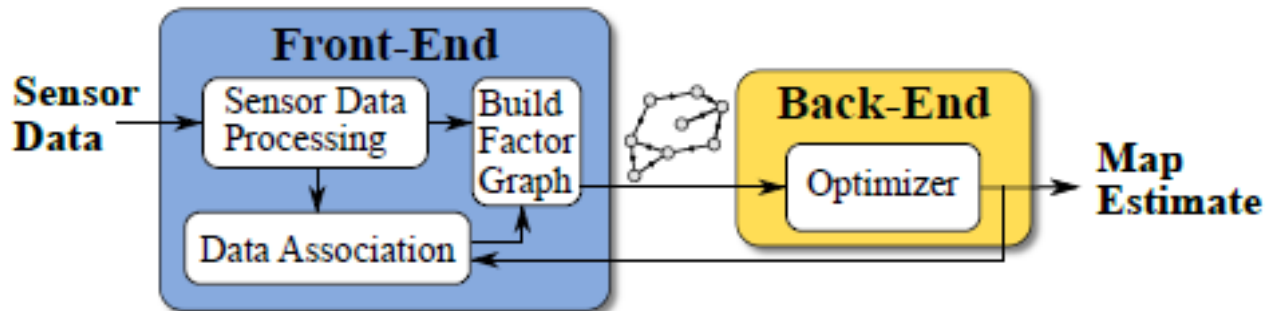 Sensor
Data
Front-End
Sensor Data
Processing
Build
Factor
Graph
Data Association
Back-End
Optimizer
Map
Estimate